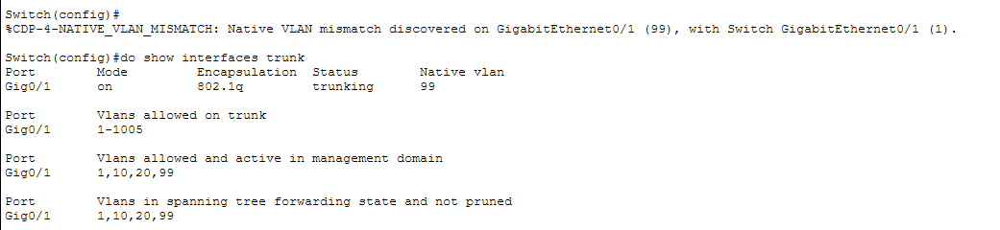 Switch(config)#
%CDP-4-NATIVE_VLAN_MISMATCH: Native VLAN mismatch discovered on GigabitEthernet0/1 (99), with Switch GigabitEthernet0/1 (1).
Switch(config)#do show interfaces trunk
Port        Mode         Encapsulation  Status        Native vlan
Gig0/1      on           802.1q         trunking      99
Port        Vlans allowed on trunk
Gig0/1      1-1005
Port        Vlans allowed and active in management domain
Gig0/1      1,10,20,99
Port        Vlans in spanning tree forwarding state and not pruned
Gig0/1      1,10,20,99